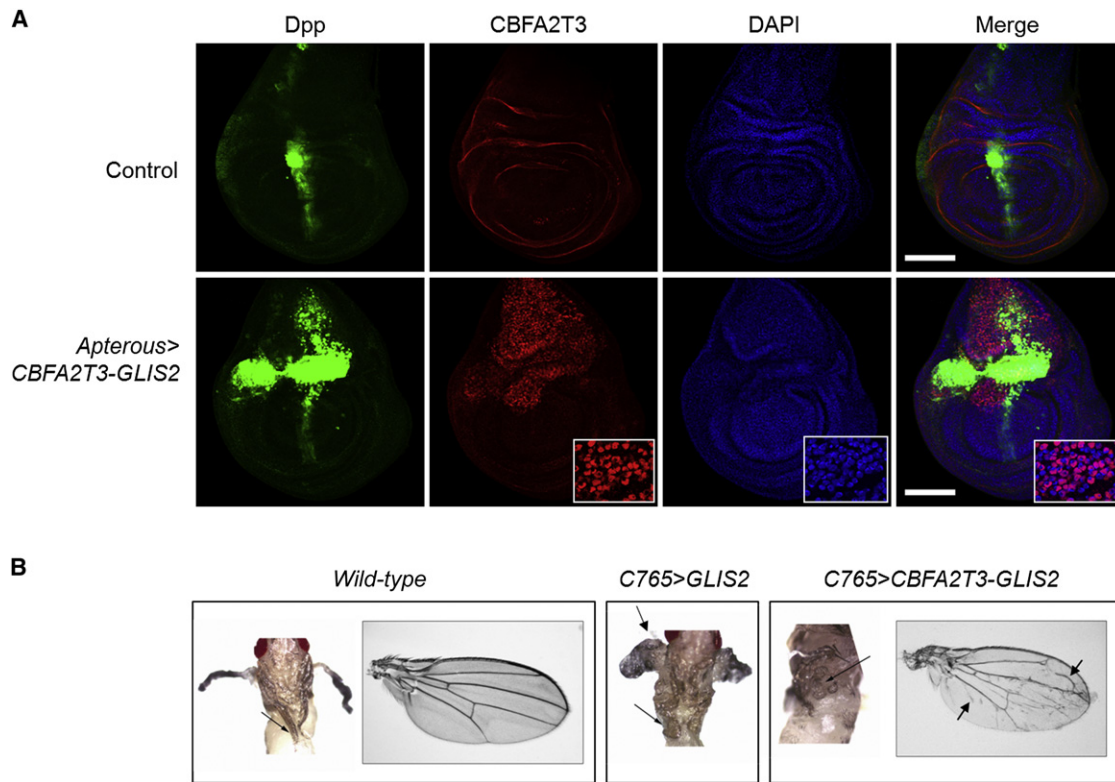 A
Dpp
CBFA2T3
DAPI
Merge
Control
Apterous>
CBFA2T3-GLIS2
B
Wild-type
C765>GLIS2
C765>CBFA2T3-GLIS2